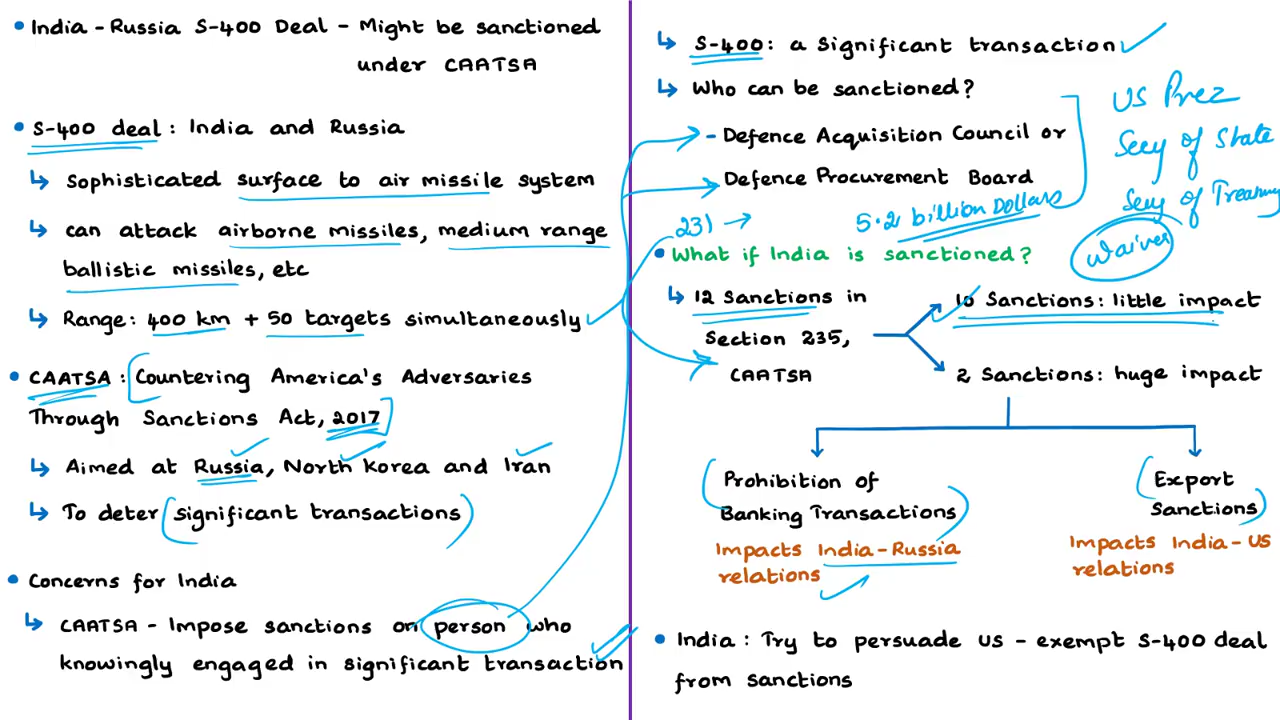 • India - Russia S-400 Deal - Might be sanctioned
under CAATSA
• S-400 deal : India and Russia
↳ Sophisticated surface to air missile system
↳ can attack airborne missiles, medium range
ballistic missiles, etc
↳ Range: 400 km + 50 targets simultaneously
• CAATSA : Countering America's Adversaries
Through Sanctions Act, 2017
↳ Aimed at Russia, North Korea and Iran
↳ To deter significant transactions
• Concerns for India
↳ CAATSA - Impose sanctions on person who
knowingly engaged in significant transaction
↳ S-400: a significant transaction
↳ Who can be sanctioned?
- Defence Acquisition Council or
Defence Procurement Board
US Prez
Secy of State
Secy of Treasury
231 →
5.2 billion Dollars
Waiver
• What if India is sanctioned?
↳ 12 Sanctions in
Section 235,
CAATSA
10 Sanctions: little impact
2 Sanctions: huge impact
Prohibition of
Banking Transactions
Impacts India-Russia
relations
Export
Sanctions
Impacts India-US
relations
• India : Try to persuade US - exempt S-400 deal
from sanctions